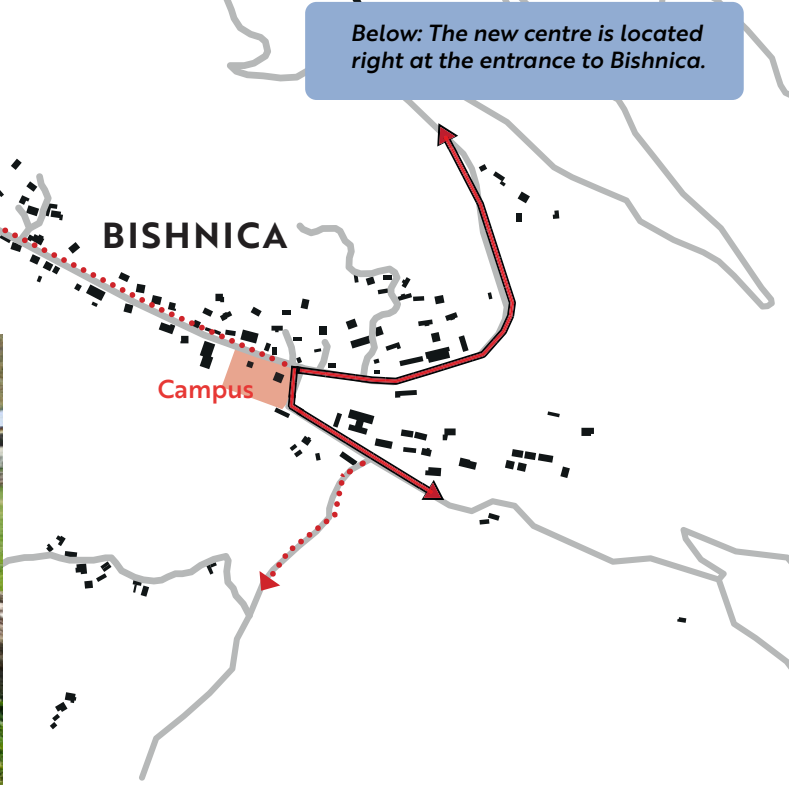 Below: The new centre is located
right at the entrance to Bishnica.
BISHNICA
Campus